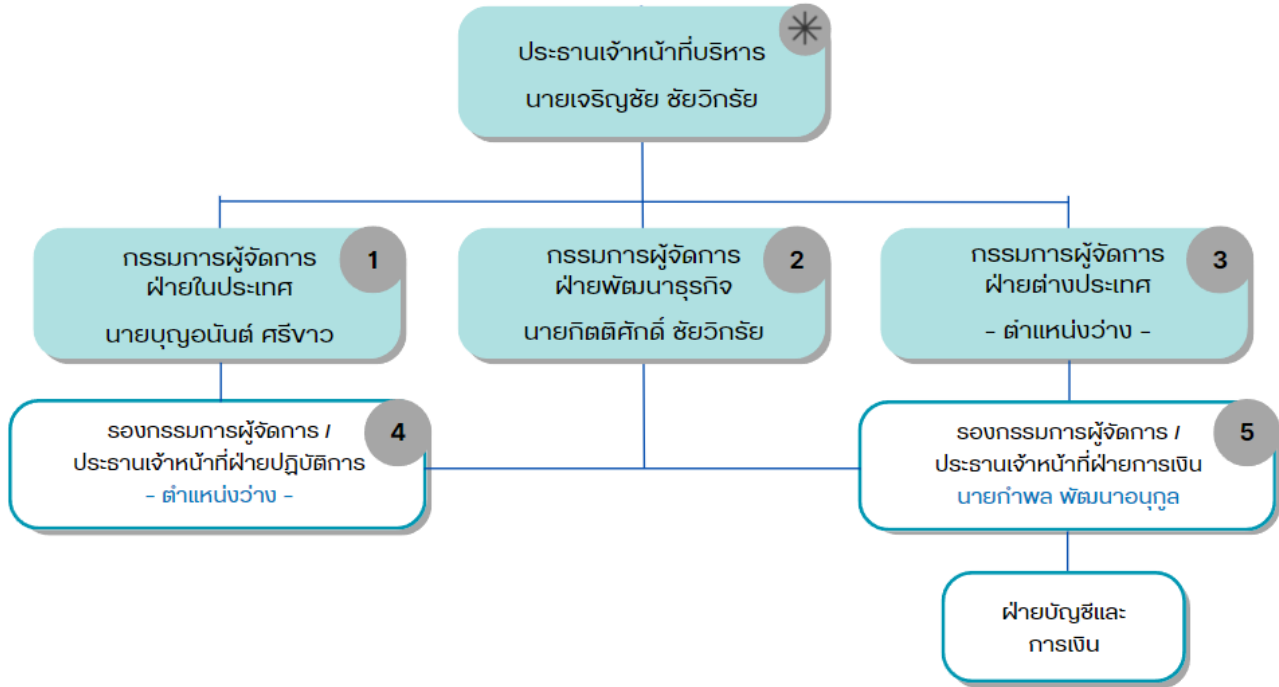 ประธานเจ้าหน้าที่บริหาร
นายเจริญชัย ชัยวิกรัย
กรรมการผู้จัดการ
ฝ่ายในประเทศ
นายบุญอนันต์ ศรีขาว
1
กรรมการผู้จัดการ
ฝ่ายพัฒนาธุรกิจ
นายกิตติศักดิ์ ชัยวิกรัย
2
กรรมการผู้จัดการ
ฝ่ายต่างประเทศ
- ตำแหน่งว่าง -
3
รองกรรมการผู้จัดการ /
ประธานเจ้าหน้าที่ฝ่ายปฏิบัติการ
- ตำแหน่งว่าง -
4
รองกรรมการผู้จัดการ /
ประธานเจ้าหน้าที่ฝ่ายการเงิน
นายกำพล พัฒนาอนุกูล
5
ฝ่ายบัญชีและ
การเงิน